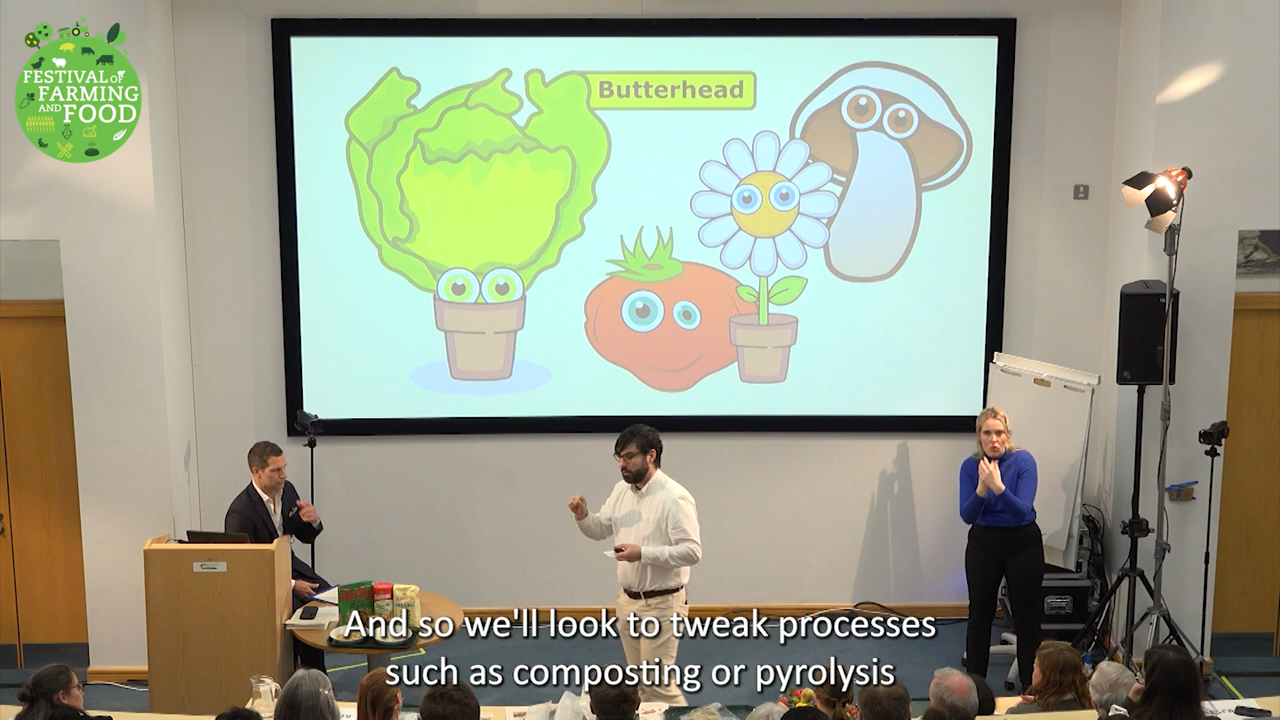 FESTIVAL OF
FARMING
AND FOOD
Butterhead
And so we'll look to tweak processes
such as composting or pyrolysis